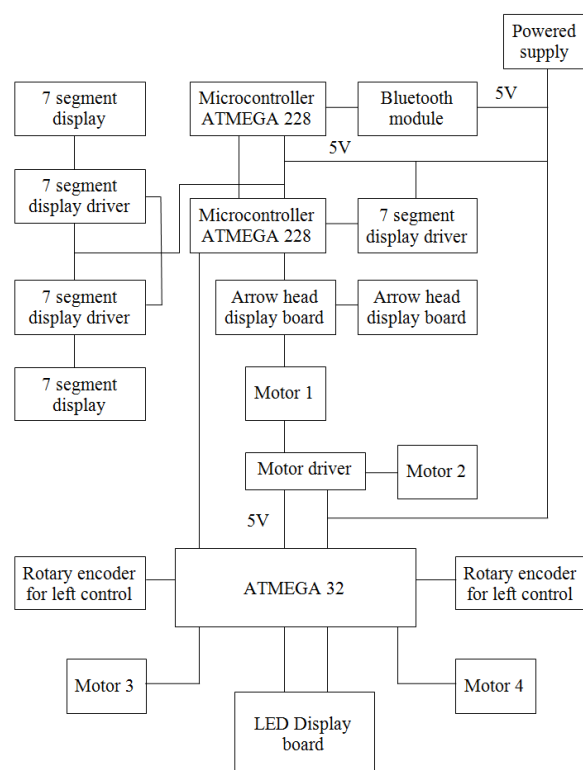 Powered
supply
7 segment
display
Microcontroller
ATMEGA 228
Bluetooth
module
5V
5V
7 segment
display driver
Microcontroller
ATMEGA 228
7 segment
display driver
7 segment
display driver
Arrow head
display board
Arrow head
display board
7 segment
display
Motor 1
Motor driver
Motor 2
5V
Rotary encoder
for left control
ATMEGA 32
Rotary encoder
for left control
Motor 3
Motor 4
LED Display
board